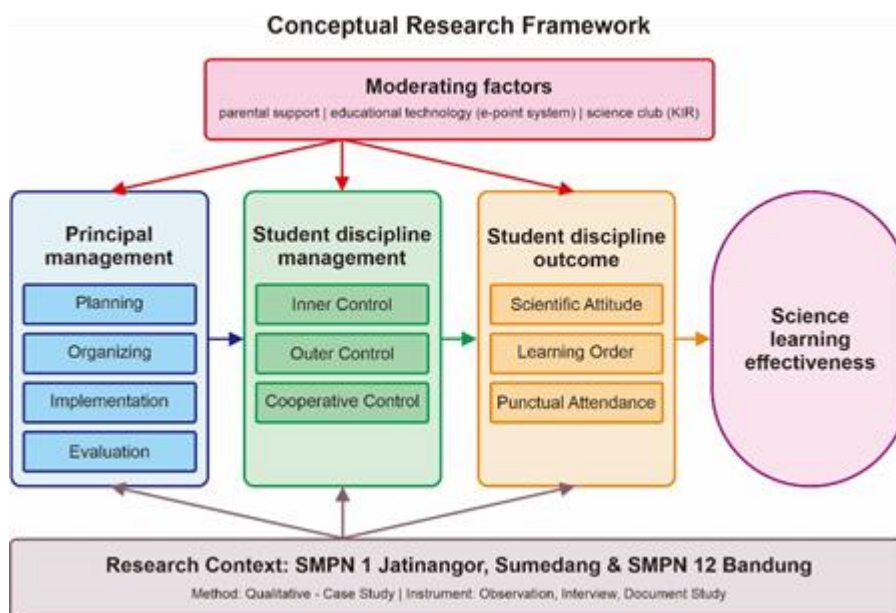 Conceptual Research Framework
Moderating factors
parental support | educational technology (e-point system) | science club (KIR)
Principal
management
Planning
Organizing
Implementation
Evaluation
Student discipline
management
Inner Control
Outer Control
Cooperative Control
Student discipline
outcome
Scientific Attitude
Learning Order
Punctual Attendance
Science
learning
effectiveness
Research Context: SMPN 1 Jatinangor, Sumedang & SMPN 12 Bandung
Method: Qualitative - Case Study | Instrument: Observation, Interview, Document Study